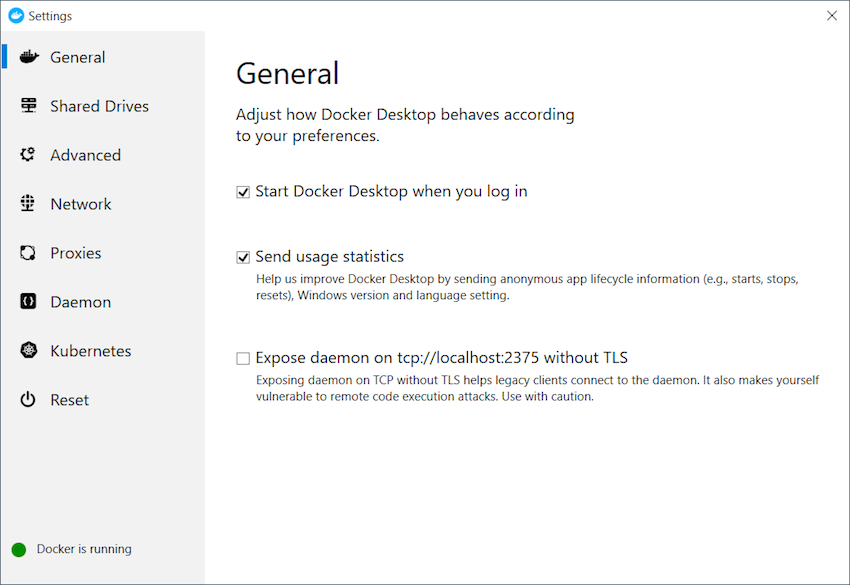 Settings
General
Shared Drives
Advanced
Network
Proxies
Daemon
Kubernetes
Reset
Docker is running
General
Adjust how Docker Desktop behaves according
to your preferences.
Start Docker Desktop when you log in
Send usage statistics
Help us improve Docker Desktop by sending anonymous app lifecycle information (e.g., starts, stops,
resets), Windows version and language setting.
Expose daemon on tcp://localhost:2375 without TLS
Exposing daemon on TCP without TLS helps legacy clients connect to the daemon. It also makes yourself
vulnerable to remote code execution attacks. Use with caution.